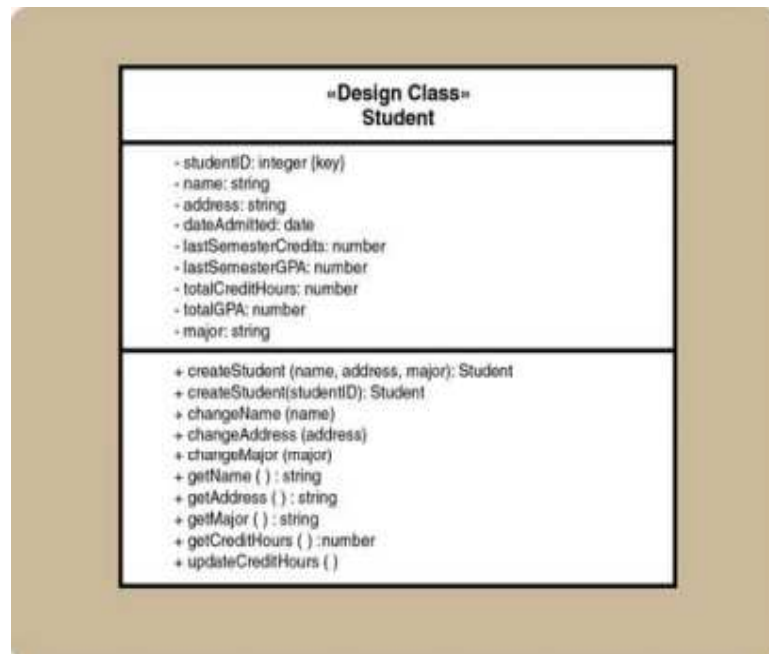 «Design Class»
Student
- studentID: integer {key}
- name: string
- address: string
- dateAdmitted: date
- lastSemesterCredits: number
- lastSemesterGPA: number
- totalCreditHours: number
- totalGPA: number
- major: string
+ createStudent (name, address, major): Student
+ createStudent(studentID): Student
+ changeName (name)
+ changeAddress (address)
+ changeMajor (major)
+ getName ( ) : string
+ getAddress ( ) : string
+ getMajor ( ) : string
+ getCreditHours ( ) :number
+ updateCreditHours ( )